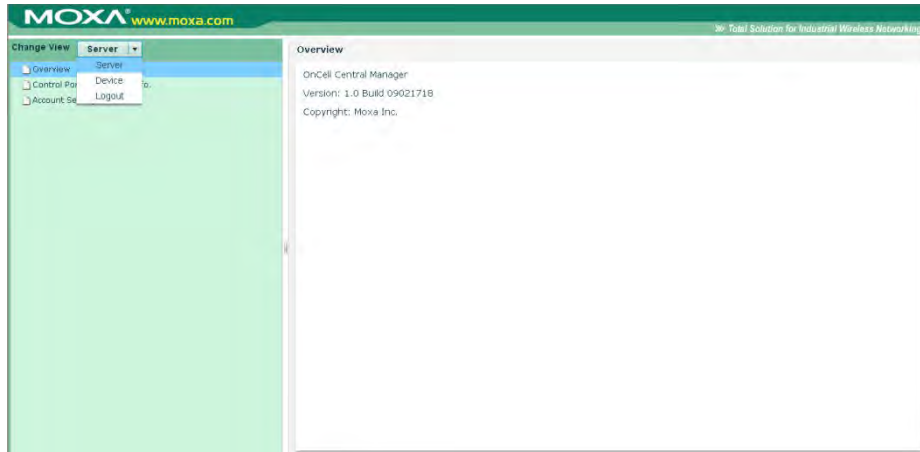 MOXA® www.moxa.com
Total Solution for Industrial Wireless Networking
Change View Server
Overview
Server
Control Por fo.
Device
Account Se
Logout
Overview
OnCell Central Manager
Version: 1.0 Build 09021718
Copyright: Moxa Inc.